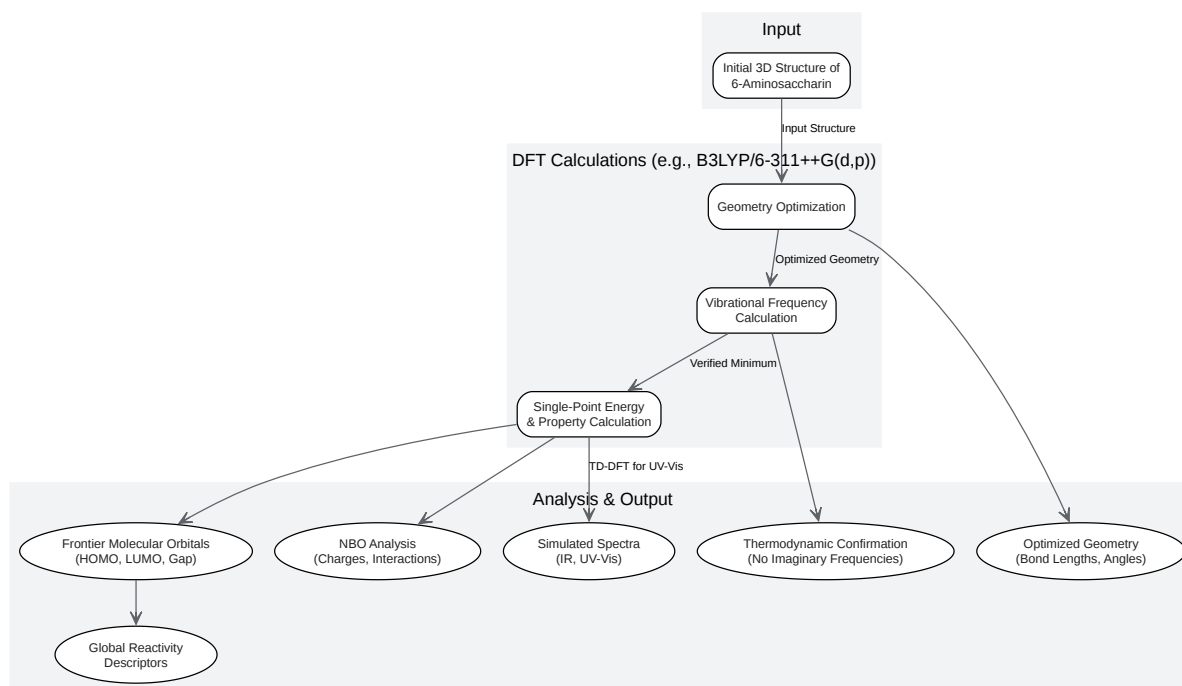 Input
Initial 3D Structure of
6-Aminosaccharin
Input Structure
DFT Calculations (e.g., B3LYP/6-311++G(d,p))
Geometry Optimization
Optimized Geometry
Vibrational Frequency
Calculation
Verified Minimum
Single-Point Energy
& Property Calculation
TD-DFT for UV-Vis
Analysis & Output
Frontier Molecular Orbitals
(HOMO, LUMO, Gap)
NBO Analysis
(Charges, Interactions)
Simulated Spectra
(IR, UV-Vis)
Thermodynamic Confirmation
(No Imaginary Frequencies)
Optimized Geometry
(Bond Lengths, Angles)
Global Reactivity
Descriptors